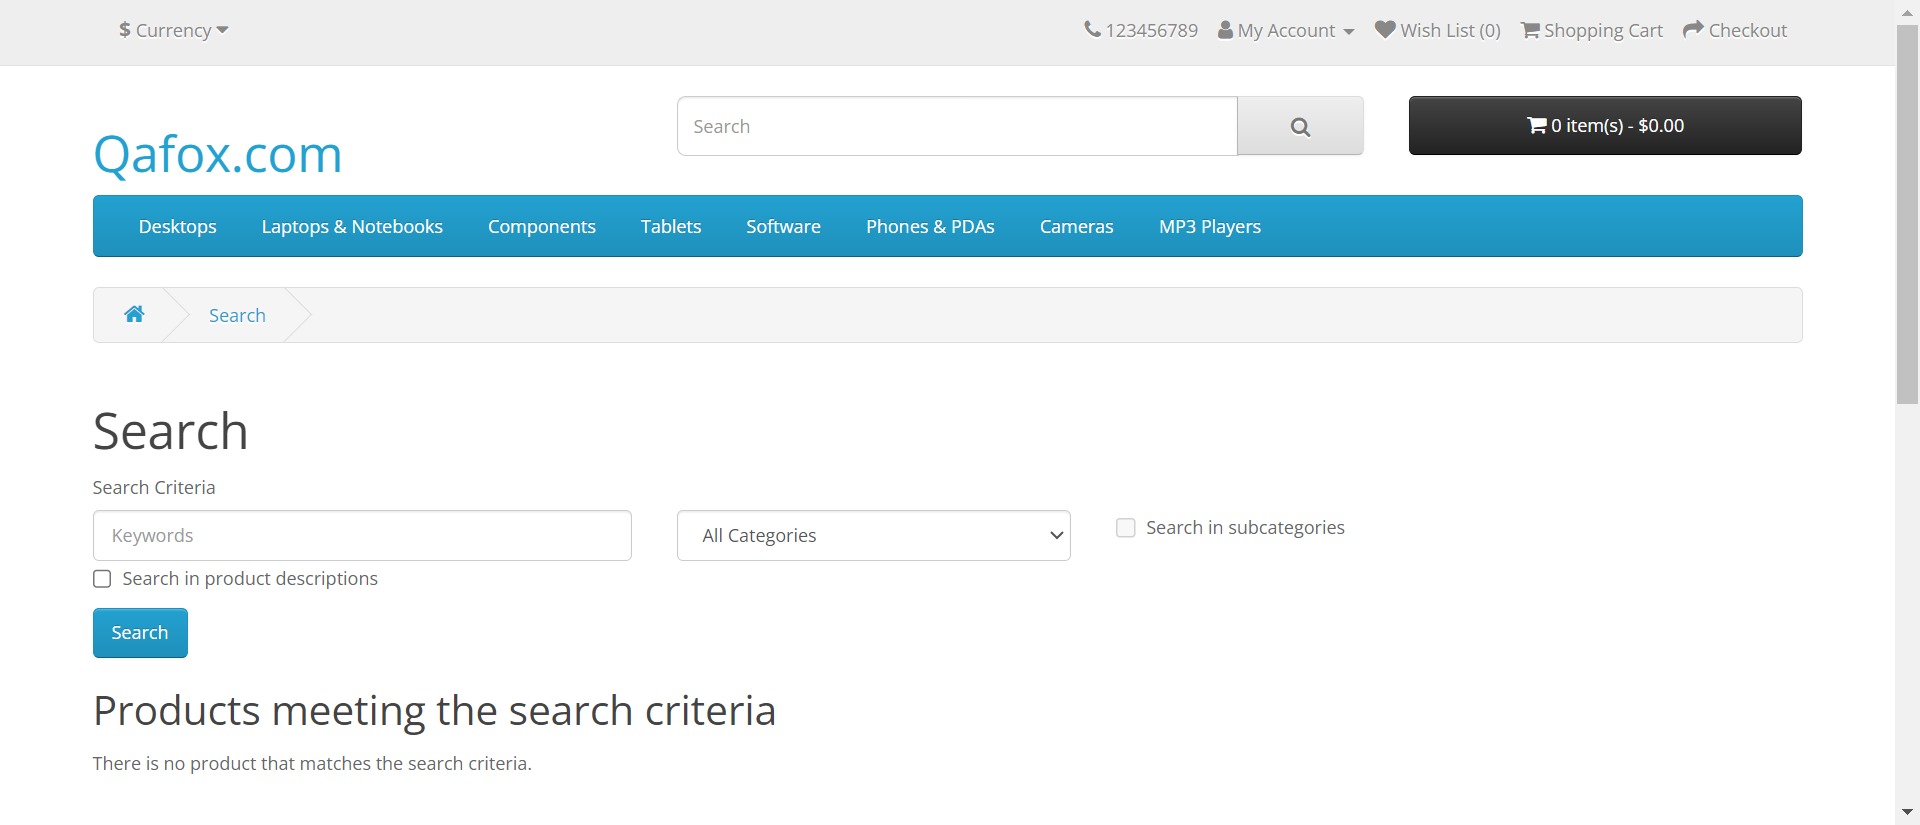 $ Currency
123456789 My Account Wish List (0) Shopping Cart Checkout
Search
0 item(s) - $0.00
Qafox.com
Desktops Laptops & Notebooks Components Tablets Software Phones & PDAs Cameras MP3 Players
Search
Search
Search Criteria
Keywords All Categories Search in subcategories
Search in product descriptions
Search
Products meeting the search criteria
There is no product that matches the search criteria.